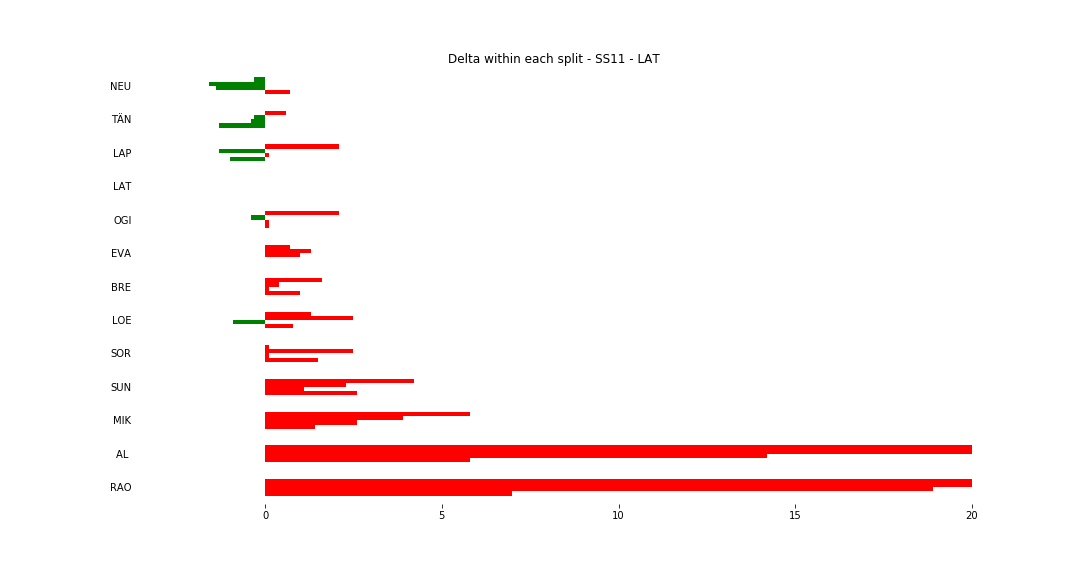 Delta within each split - SS11 - LAT
NEU
TÄN
LAP
LAT
OGI
EVA
BRE
LOE
SOR
SUN
MIK
AL
RAO
0 5 10 15 20